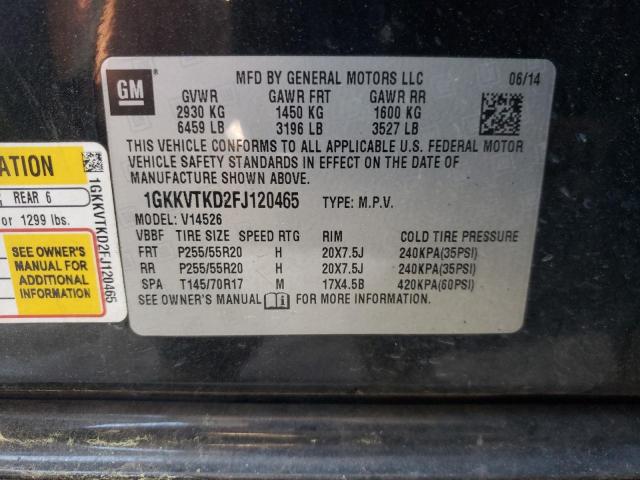 GM
MFD BY GENERAL MOTORS LLC 06/14
GVWR GAWR FRT GAWR RR
2930 KG 1450 KG 1600 KG
6459 LB 3196 LB 3527 LB
THIS VEHICLE CONFORMS TO ALL APPLICABLE U.S. FEDERAL MOTOR
VEHICLE SAFETY STANDARDS IN EFFECT ON THE DATE OF
MANUFACTURE SHOWN ABOVE.
1GKKVTKD2FJ120465 TYPE: M.P.V.
MODEL: V14526
VBBF TIRE SIZE SPEED RTG RIM COLD TIRE PRESSURE
FRT P255/55R20 H 20X7.5J 240KPA(35PSI)
RR P255/55R20 H 20X7.5J 240KPA(35PSI)
SPA T145/70R17 M 17X4.5B 420KPA(60PSI)
SEE OWNER'S MANUAL FOR MORE INFORMATION.
ATION
REAR 6
or 1299 lbs.
SEE OWNER'S
MANUAL FOR
ADDITIONAL
INFORMATION
1GKKVTKD2FJ120465